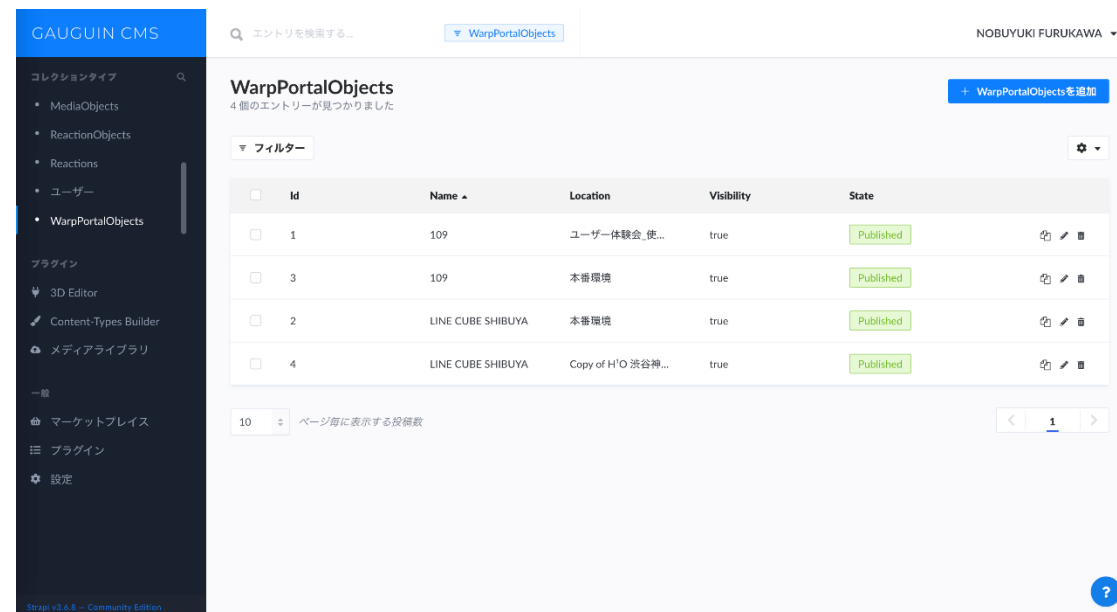 GAUGUIN CMS
エントリを検索する...
WarpPortalObjects
NOBUYUKI FURUKAWA
コレクションタイプ
MediaObjects
ReactionObjects
Reactions
ユーザー
WarpPortalObjects
プラグイン
3D Editor
Content-Types Builder
メディアライブラリ
一般
マーケットプレイス
プラグイン
設定
Strapi v3.6.8 — Community Edition
WarpPortalObjects
4 個のエントリーが見つかりました
+ WarpPortalObjectsを追加
フィルター
Id Name Location Visibility State
1 109 ユーザー体験会_使... true Published
3 109 本番環境 true Published
2 LINE CUBE SHIBUYA 本番環境 true Published
4 LINE CUBE SHIBUYA Copy of H¹O 渋谷神... true Published
10 ページ毎に表示する投稿数
1
?